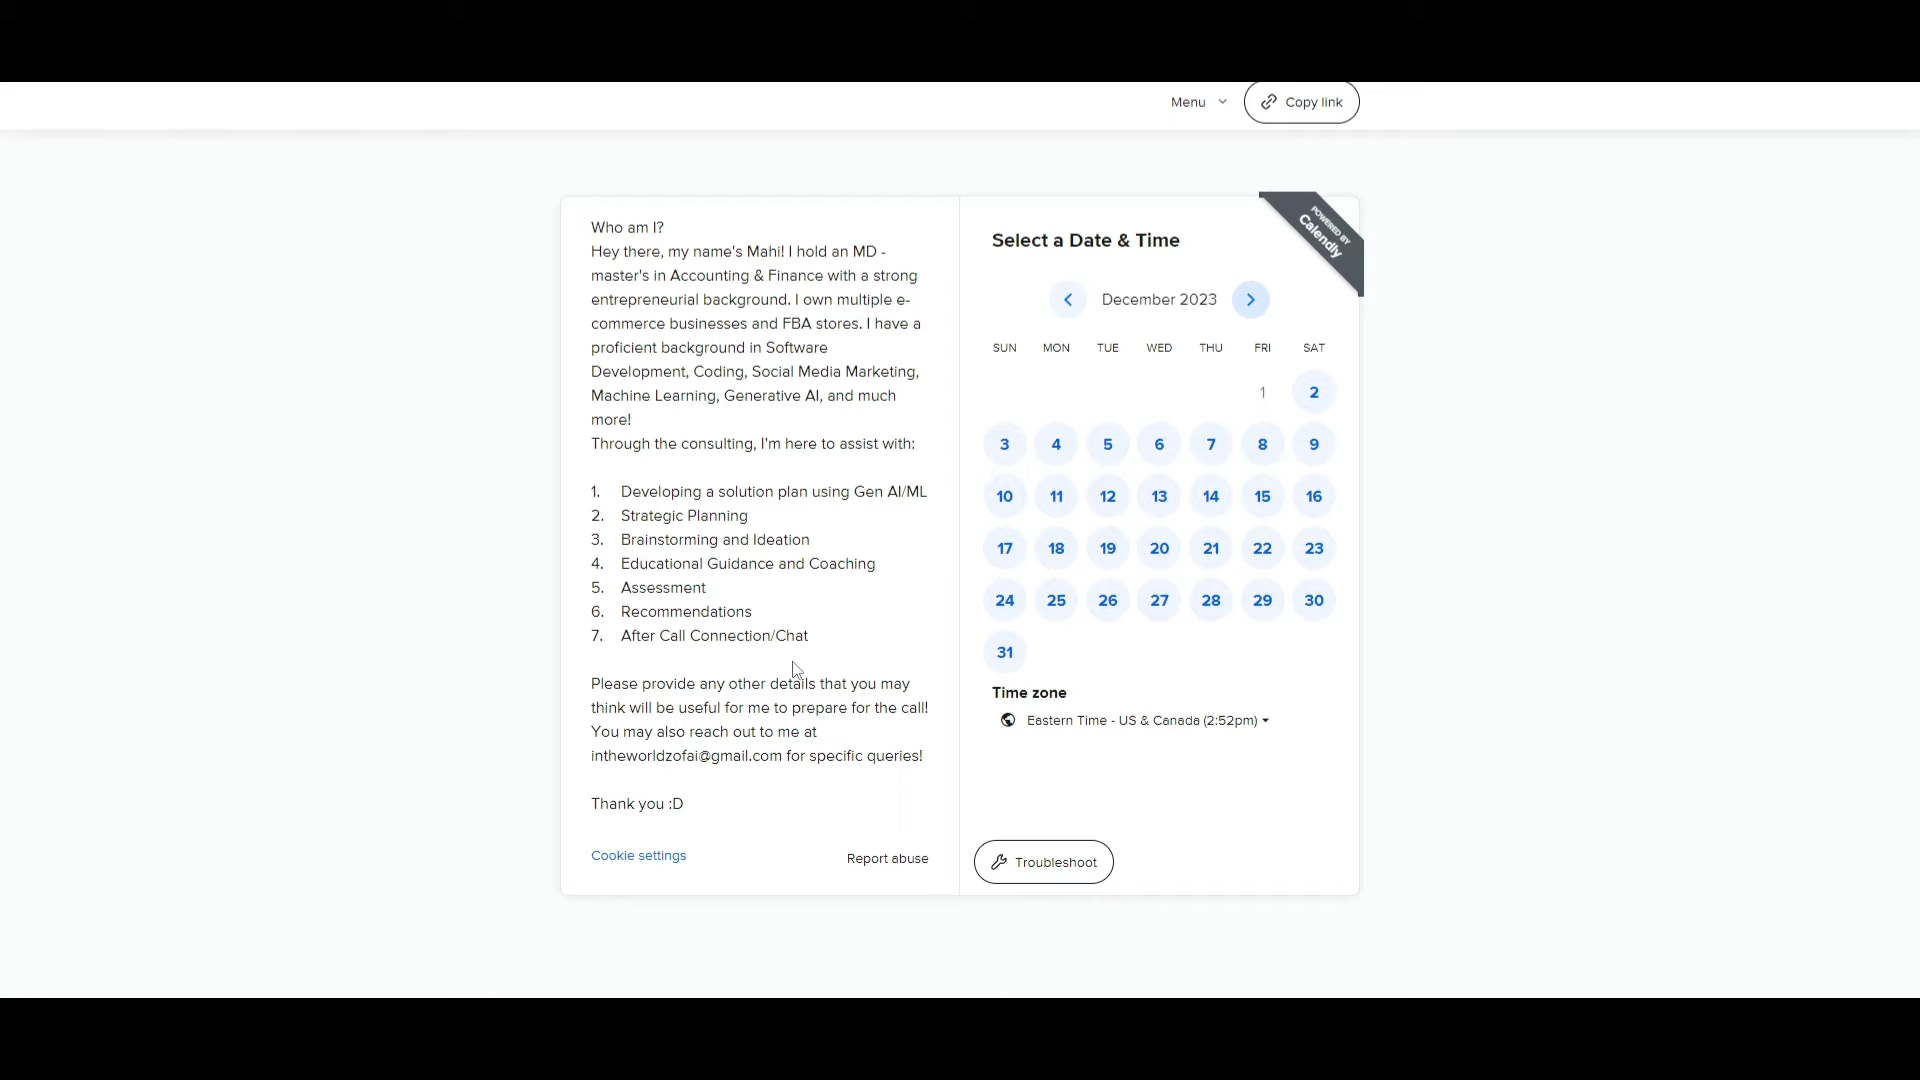 Menu
Copy link
Who am I?
Hey there, my name's Mahi! I hold an MD -
master's in Accounting & Finance with a strong
entrepreneurial background. I own multiple e-
commerce businesses and FBA stores. I have a
proficient background in Software
Development, Coding, Social Media Marketing,
Machine Learning, Generative AI, and much
more!
Through the consulting, I'm here to assist with:
1. Developing a solution plan using Gen AI/ML
2. Strategic Planning
3. Brainstorming and Ideation
4. Educational Guidance and Coaching
5. Assessment
6. Recommendations
7. After Call Connection/Chat
Please provide any other details that you may
think will be useful for me to prepare for the call!
You may also reach out to me at
intheworldzofai@gmail.com for specific queries!
Thank you :D
Cookie settings
Report abuse
POWERED BY
Calendly
Select a Date & Time
December 2023
SUN MON TUE WED THU FRI SAT
1 2
3 4 5 6 7 8 9
10 11 12 13 14 15 16
17 18 19 20 21 22 23
24 25 26 27 28 29 30
31
Time zone
Eastern Time - US & Canada (2:52pm)
Troubleshoot